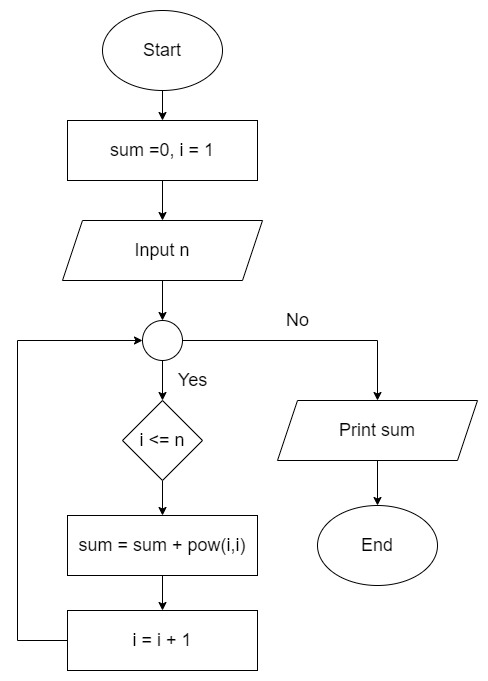 Start
sum =0, i = 1
Input n
No
Yes
i <= n
Print sum
sum = sum + pow(i,i)
End
i = i + 1